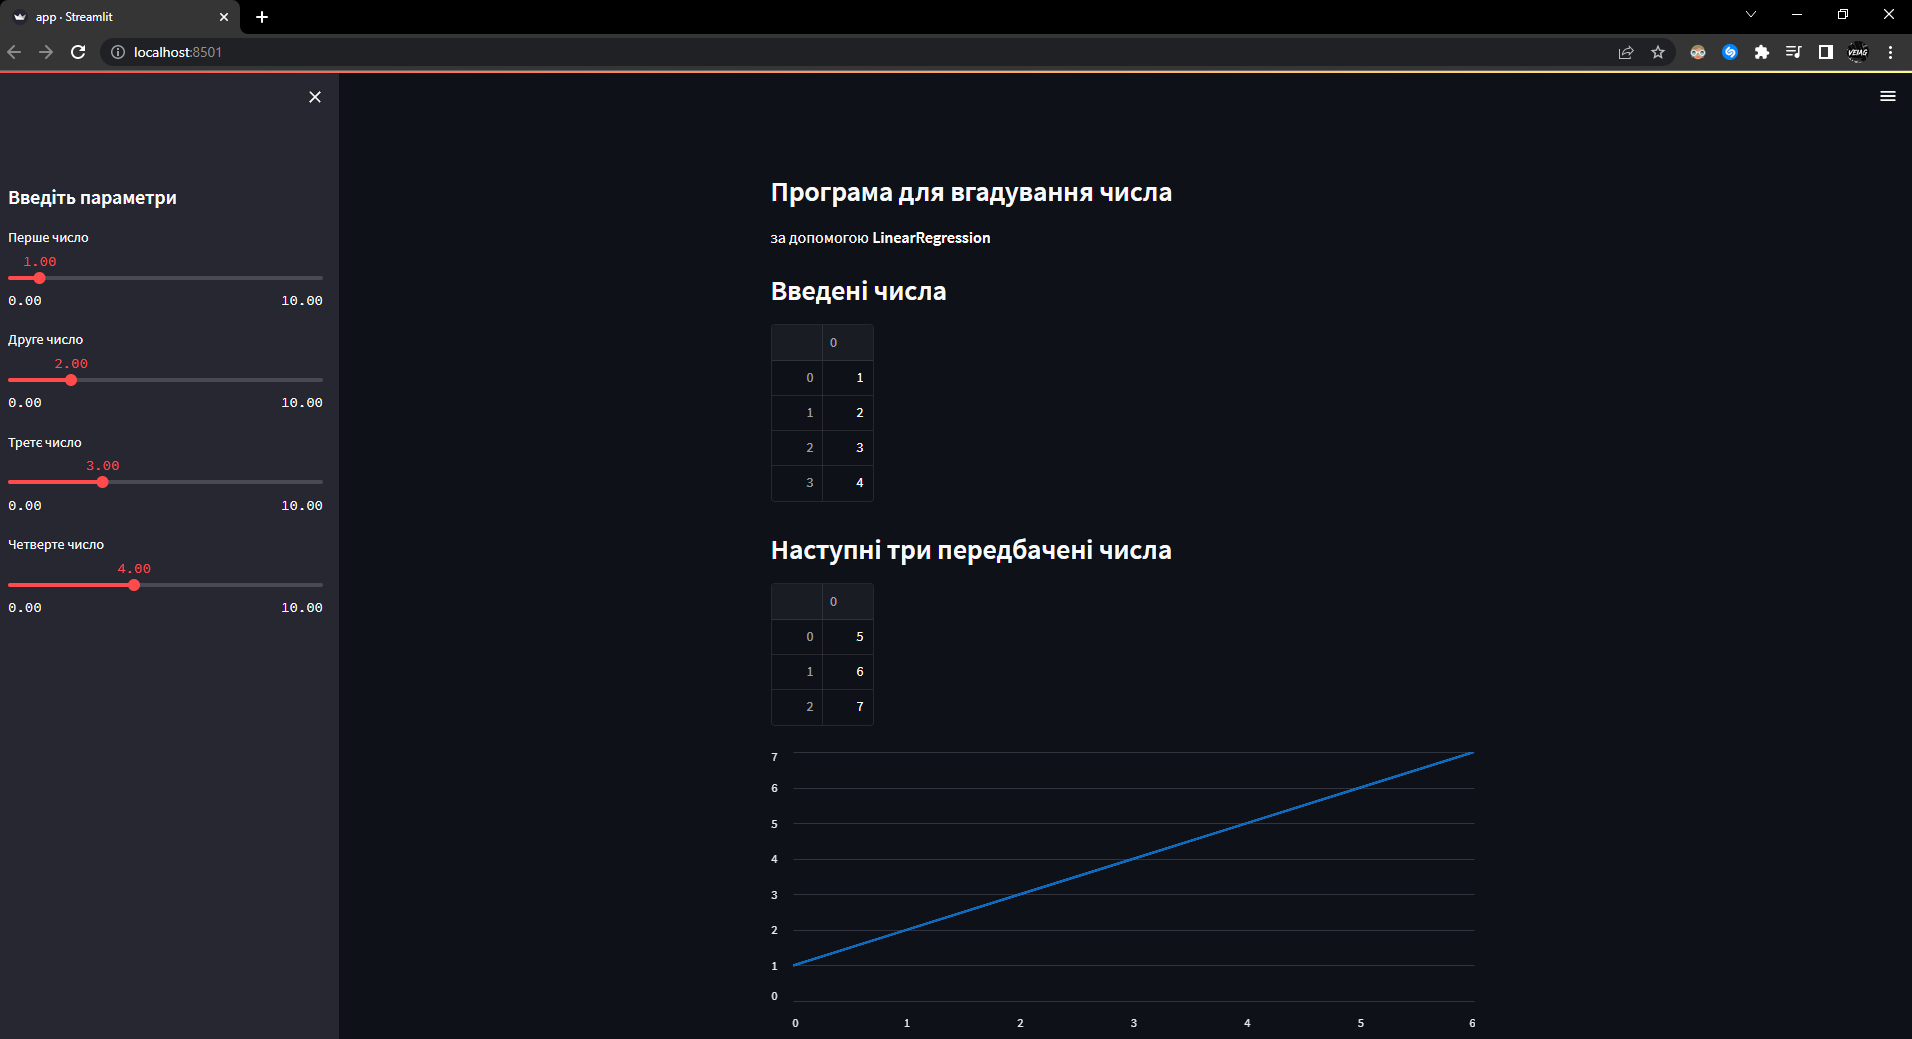 app · Streamlit
localhost:8501
VEIAG
Введіть параметри
Перше число
1.00
0.00 10.00
Друге число
2.00
0.00 10.00
Третє число
3.00
0.00 10.00
Четверте число
4.00
0.00 10.00
Програма для вгадування числа
за допомогою LinearRegression
Введені числа
0
0 1
1 2
2 3
3 4
Наступні три передбачені числа
0
0 5
1 6
2 7
7
6
5
4
3
2
1
0
0 1 2 3 4 5 6